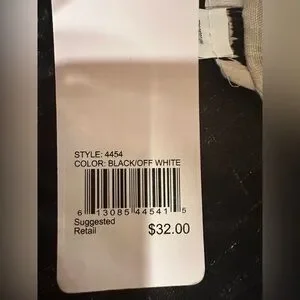 STYLE: 4454
COLOR: BLACK/OFF WHITE
6 13085 44541 5
Suggested
Retail $32.00